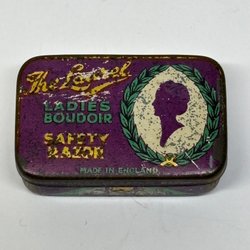 The Laurel
LADIES
BOUDOIR
SAFETY
RAZOR
MADE IN ENGLAND